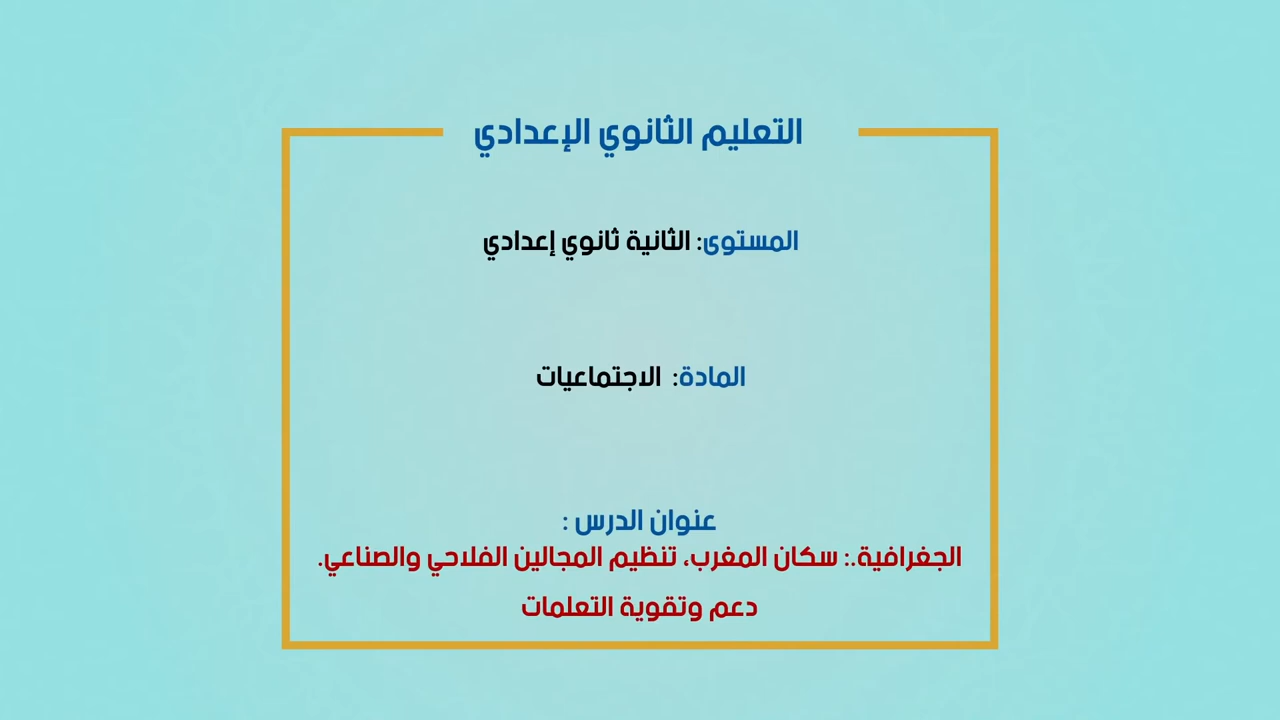 التعليم الثانوي الإعدادي
المستوى: الثانية ثانوي إعدادي
المادة: الاجتماعيات
عنوان الدرس :
الجغرافية.: سكان المغرب، تنظيم المجالين الفلاحي والصناعي.
دعم وتقوية التعلمات